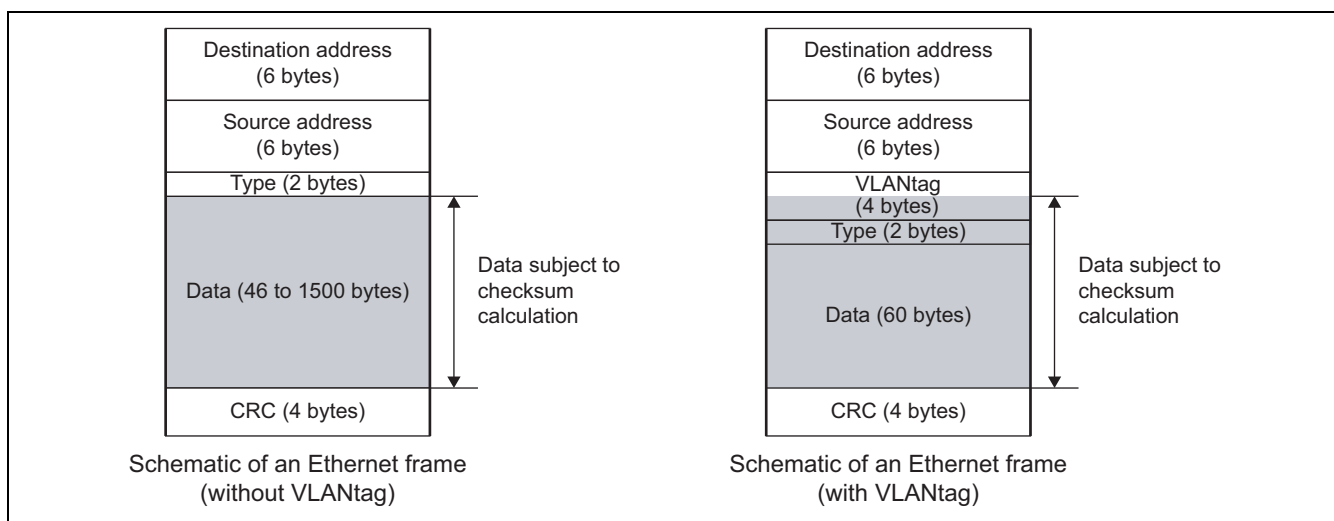 Destination address
(6 bytes)
Source address
(6 bytes)
Type (2 bytes)
Data (46 to 1500 bytes)
CRC (4 bytes)
Data subject to
checksum
calculation
Schematic of an Ethernet frame
(without VLANtag)
Destination address
(6 bytes)
Source address
(6 bytes)
VLANtag
(4 bytes)
Type (2 bytes)
Data (60 bytes)
CRC (4 bytes)
Data subject to
checksum
calculation
Schematic of an Ethernet frame
(with VLANtag)